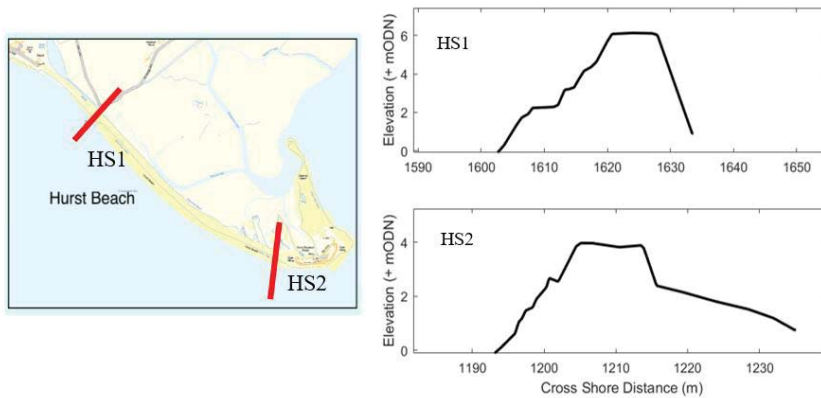 HS1
Hurst Beach
HS2
HS1
Elevation (+ mODN)
6
4
2
0
1590 1600 1610 1620 1630 1640 1650
HS2
Elevation (+ mODN)
4
2
0
1190 1200 1210 1220 1230
Cross Shore Distance (m)